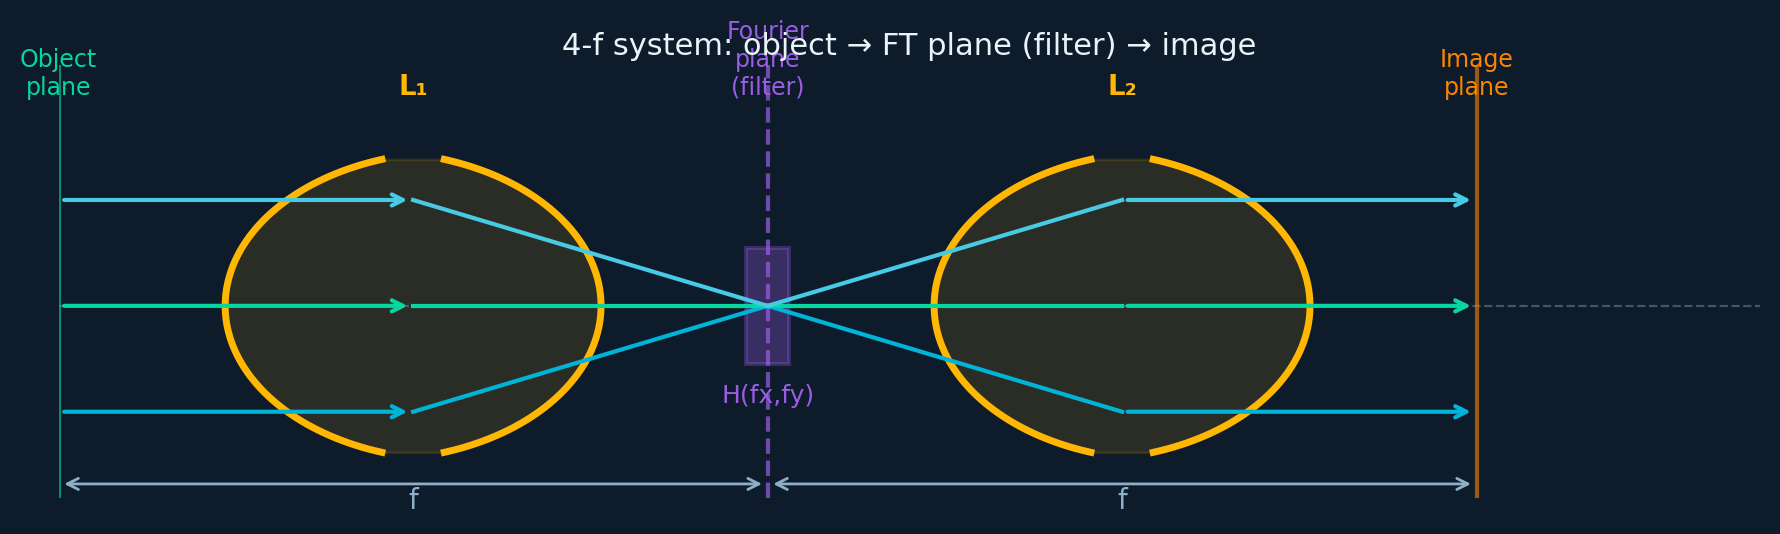 4-f system: object → FT plane (filter) → image
Object
plane
L₁
Fourier
plane
(filter)
L₂
Image
plane
H(fx,fy)
f
f